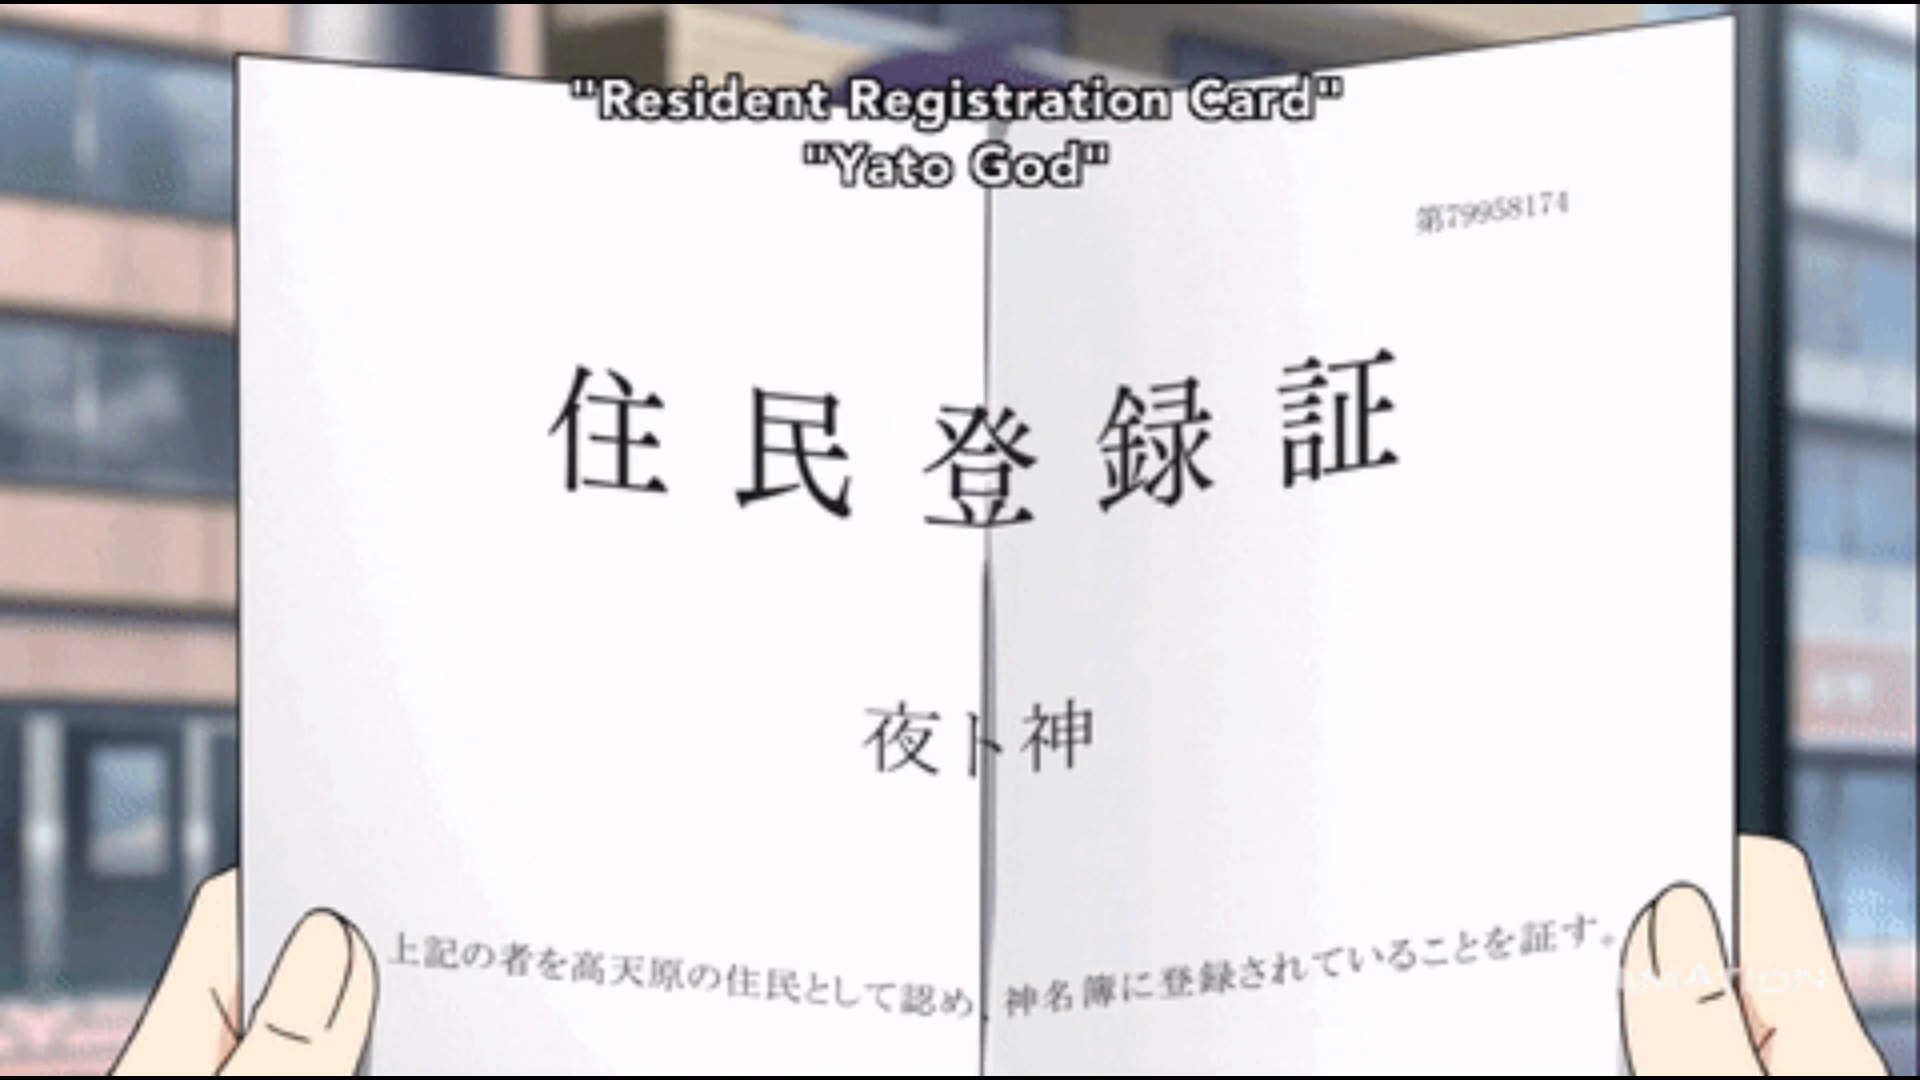 "Resident Registration Card"
"Yato God"
第79958174
住民登録証
夜ト神
上記の者を高天原の住民として認め、神名簿に登録されていることを証す。